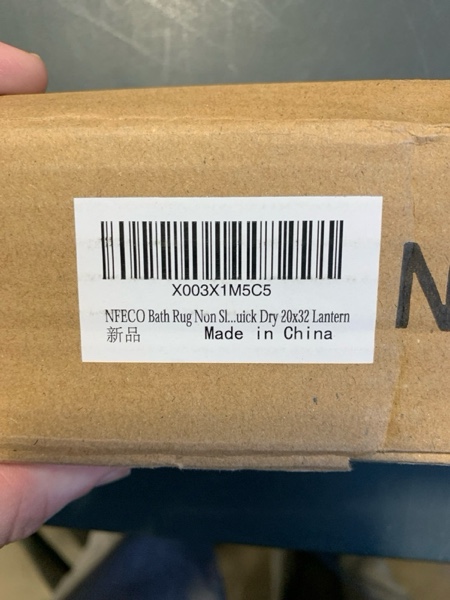 X003X1M5C5
NFECO Bath Rug Non Sl...uick Dry 20x32 Lantern
新品 Made in China
N